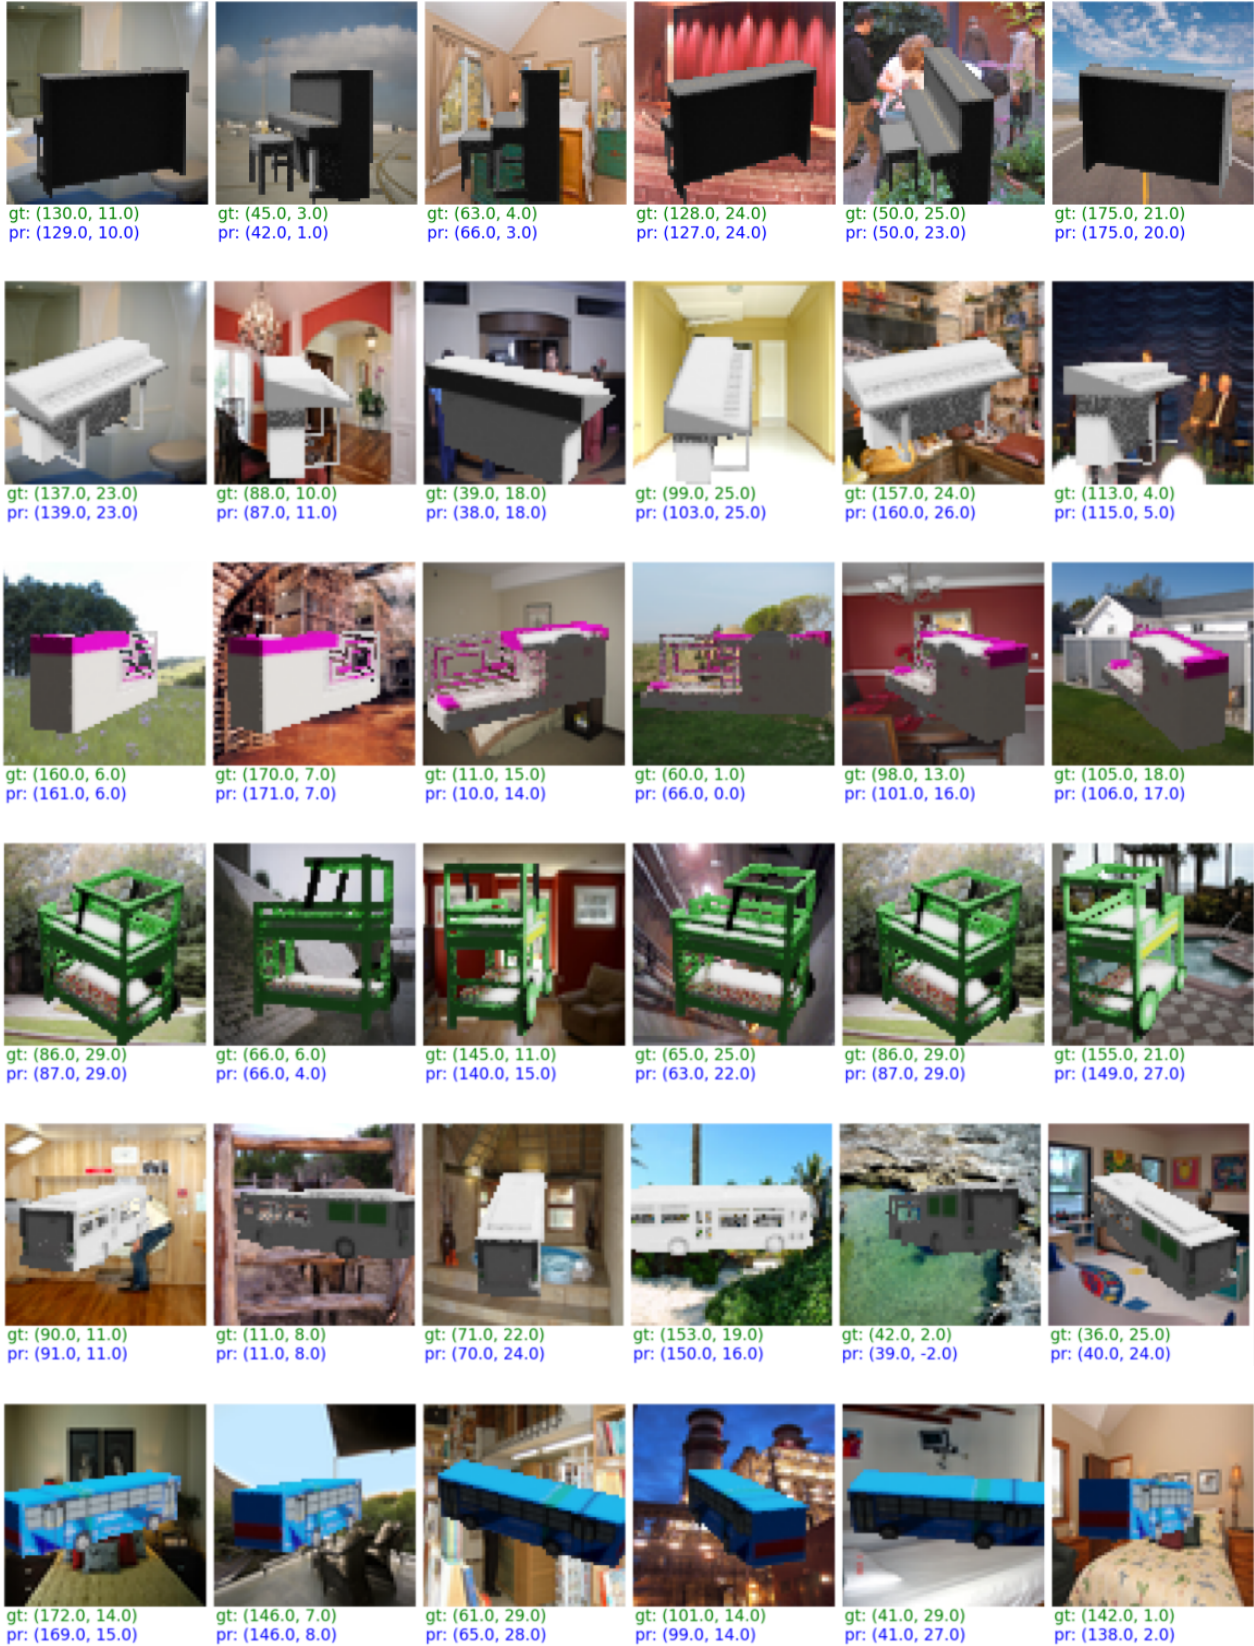 gt: (130.0, 11.0) gt: (45.0, 3.0) gt: (63.0, 4.0) gt: (128.0, 24.0) gt: (50.0, 25.0) gt: (175.0, 21.0)
pr: (129.0, 10.0) pr: (42.0, 1.0) pr: (66.0, 3.0) pr: (127.0, 24.0) pr: (50.0, 23.0) pr: (175.0, 20.0)
gt: (137.0, 23.0) gt: (88.0, 10.0) gt: (39.0, 18.0) gt: (99.0, 25.0) gt: (157.0, 24.0) gt: (113.0, 4.0)
pr: (139.0, 23.0) pr: (87.0, 11.0) pr: (38.0, 18.0) pr: (103.0, 25.0) pr: (160.0, 26.0) pr: (115.0, 5.0)
gt: (160.0, 6.0) gt: (170.0, 7.0) gt: (11.0, 15.0) gt: (60.0, 1.0) gt: (98.0, 13.0) gt: (105.0, 18.0)
pr: (161.0, 6.0) pr: (171.0, 7.0) pr: (10.0, 14.0) pr: (66.0, 0.0) pr: (101.0, 16.0) pr: (106.0, 17.0)
gt: (86.0, 29.0) gt: (66.0, 6.0) gt: (145.0, 11.0) gt: (65.0, 25.0) gt: (86.0, 29.0) gt: (155.0, 21.0)
pr: (87.0, 29.0) pr: (66.0, 4.0) pr: (140.0, 15.0) pr: (63.0, 22.0) pr: (87.0, 29.0) pr: (149.0, 27.0)
gt: (90.0, 11.0) gt: (11.0, 8.0) gt: (71.0, 22.0) gt: (153.0, 19.0) gt: (42.0, 2.0) gt: (36.0, 25.0)
pr: (91.0, 11.0) pr: (11.0, 8.0) pr: (70.0, 24.0) pr: (150.0, 16.0) pr: (39.0, -2.0) pr: (40.0, 24.0)
gt: (172.0, 14.0) gt: (146.0, 7.0) gt: (61.0, 29.0) gt: (101.0, 14.0) gt: (41.0, 29.0) gt: (142.0, 1.0)
pr: (169.0, 15.0) pr: (146.0, 8.0) pr: (65.0, 28.0) pr: (99.0, 14.0) pr: (41.0, 27.0) pr: (138.0, 2.0)